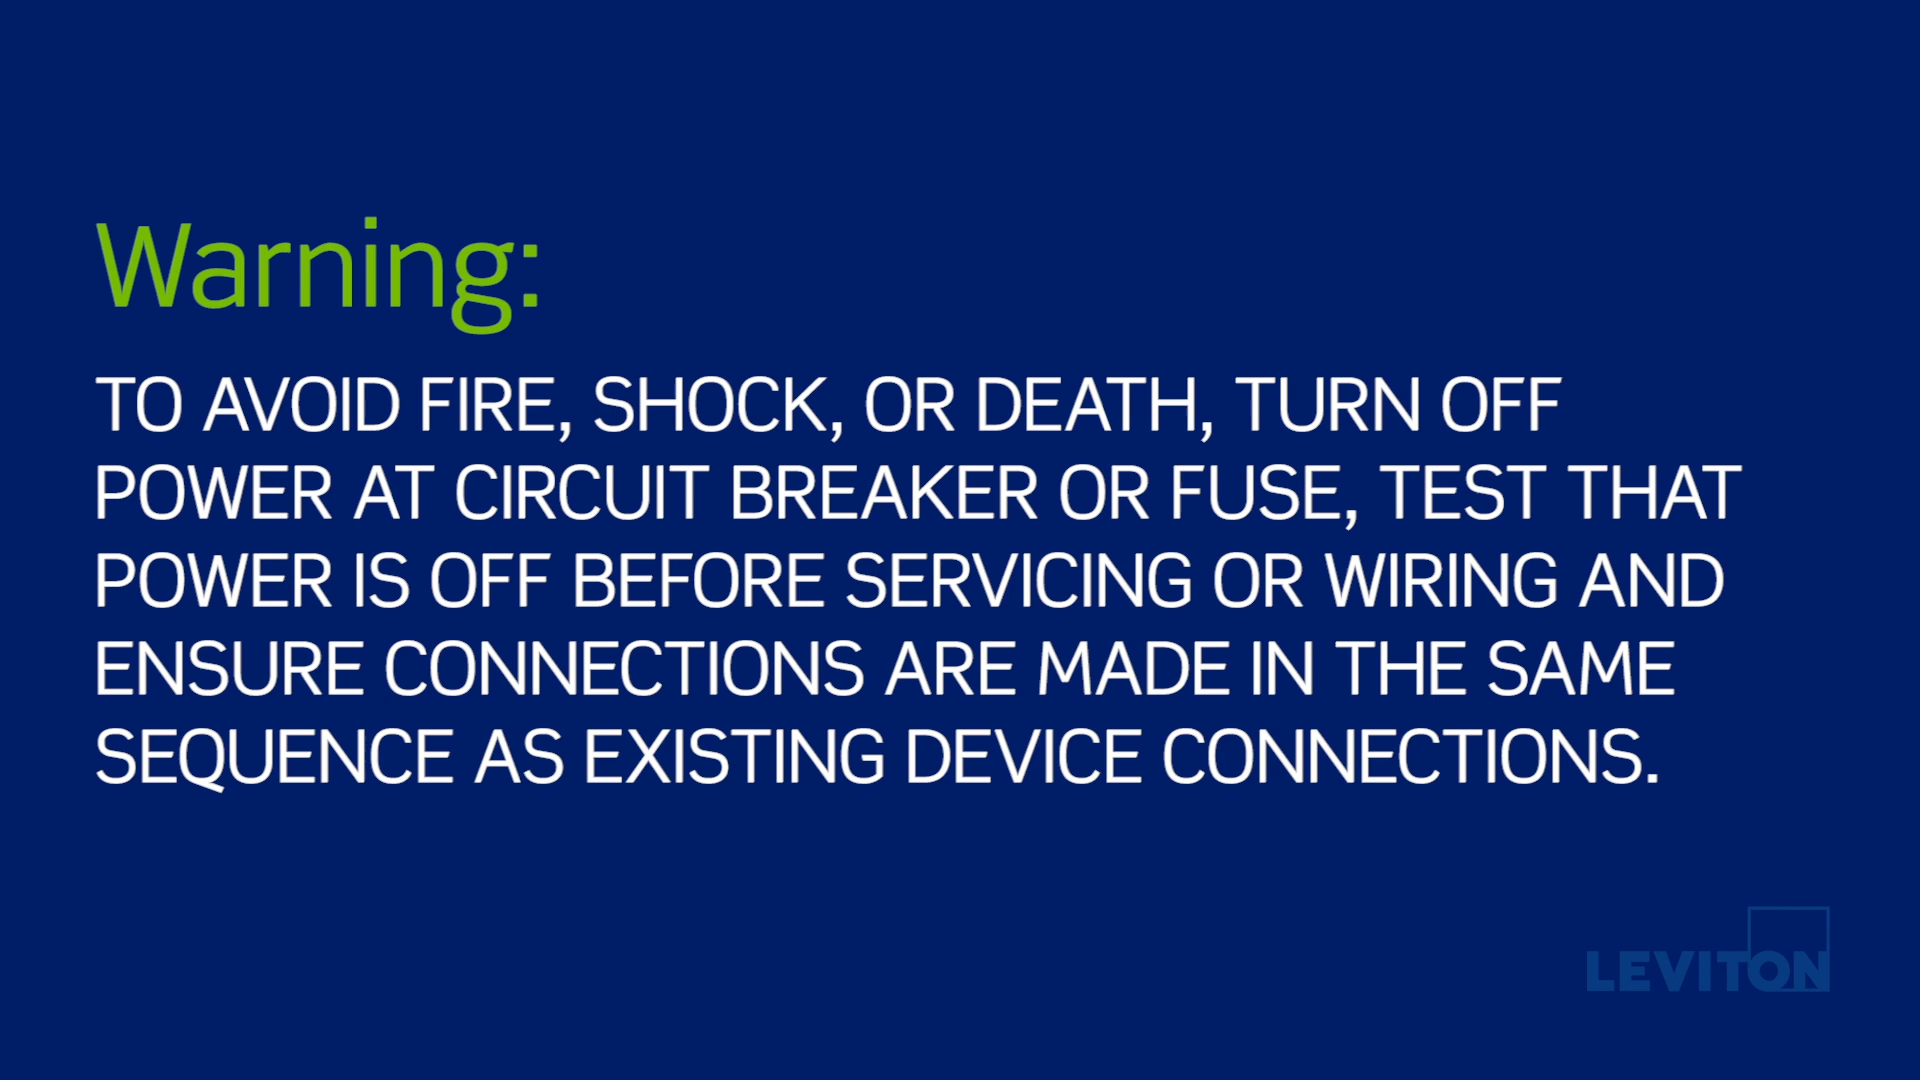 Warning:
TO AVOID FIRE, SHOCK, OR DEATH, TURN OFF
POWER AT CIRCUIT BREAKER OR FUSE, TEST THAT
POWER IS OFF BEFORE SERVICING OR WIRING AND
ENSURE CONNECTIONS ARE MADE IN THE SAME
SEQUENCE AS EXISTING DEVICE CONNECTIONS.
LEVITON